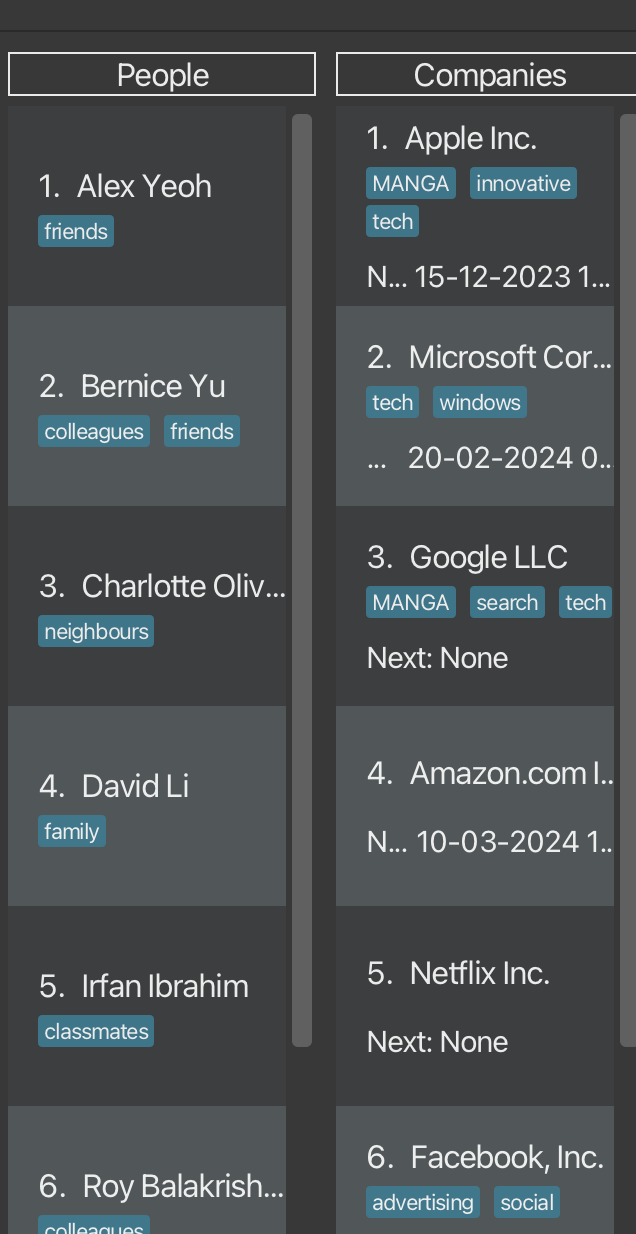 People
1. Alex Yeoh
friends
2. Bernice Yu
colleagues friends
3. Charlotte Oliv...
neighbours
4. David Li
family
5. Irfan Ibrahim
classmates
6. Roy Balakrish...
colleagues
Companies
1. Apple Inc.
MANGA innovative
tech
N... 15-12-2023 1...
2. Microsoft Cor...
tech windows
... 20-02-2024 0...
3. Google LLC
MANGA search tech
Next: None
4. Amazon.com I...
N... 10-03-2024 1...
5. Netflix Inc.
Next: None
6. Facebook, Inc.
advertising social